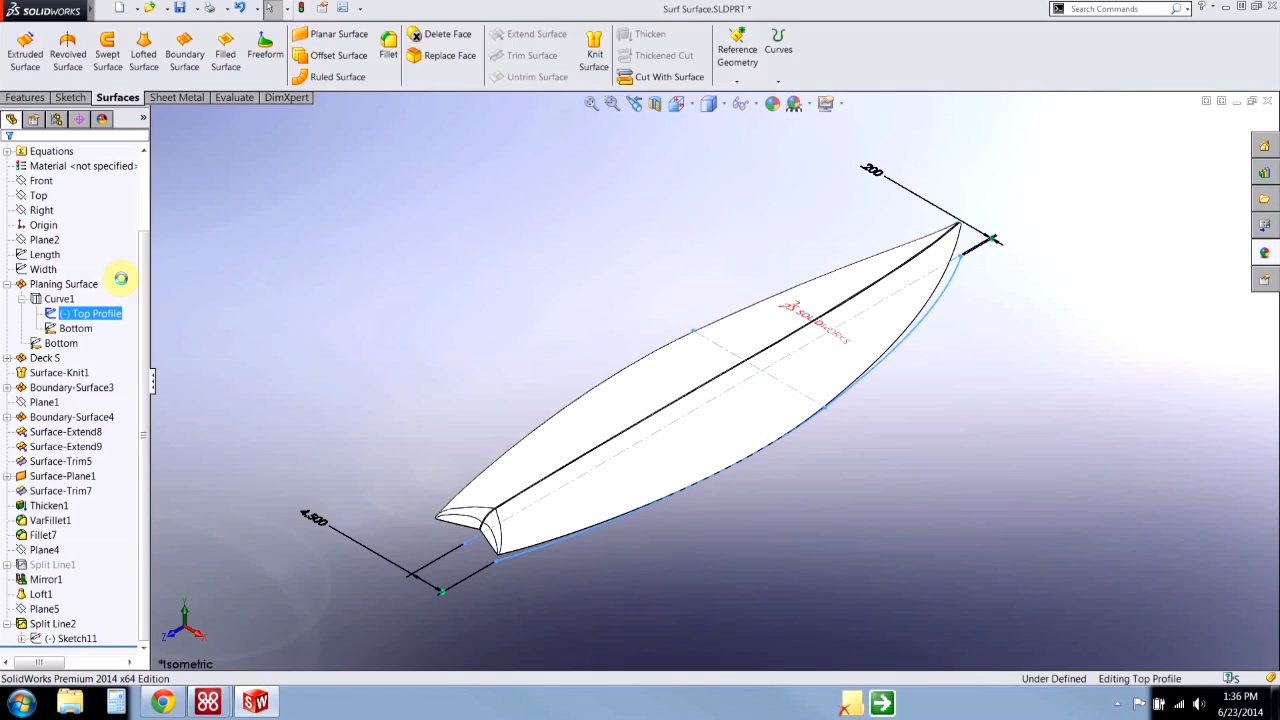 SOLIDWORKS
Surf Surface.SLDPRT *
Search Commands
Extruded Surface
Revolved Surface
Swept Surface
Lofted Surface
Boundary Surface
Filled Surface
Freeform
Planar Surface
Offset Surface
Ruled Surface
Fillet
Delete Face
Replace Face
Extend Surface
Trim Surface
Untrim Surface
Knit Surface
Thicken
Thickened Cut
Cut With Surface
Reference Geometry
Curves
Features Sketch Surfaces Sheet Metal Evaluate DimXpert
Equations
Material <not specified>
Front
Top
Right
Origin
Plane2
Length
Width
Planing Surface
Curve1
(-) Top Profile
Bottom
Bottom
Deck S
Surface-Knit1
Boundary-Surface3
Plane1
Boundary-Surface4
Surface-Extend8
Surface-Extend9
Surface-Trim5
Surface-Plane1
Surface-Trim7
Thicken1
VarFillet1
Fillet7
Plane4
Split Line1
Mirror1
Loft1
Plane5
Split Line2
(-) Sketch11
.200
SOLIDWORKS
4.500
Y
Z
X
*Isometric
SolidWorks Premium 2014 x64 Edition
Under Defined
Editing Top Profile
1:36 PM
6/23/2014